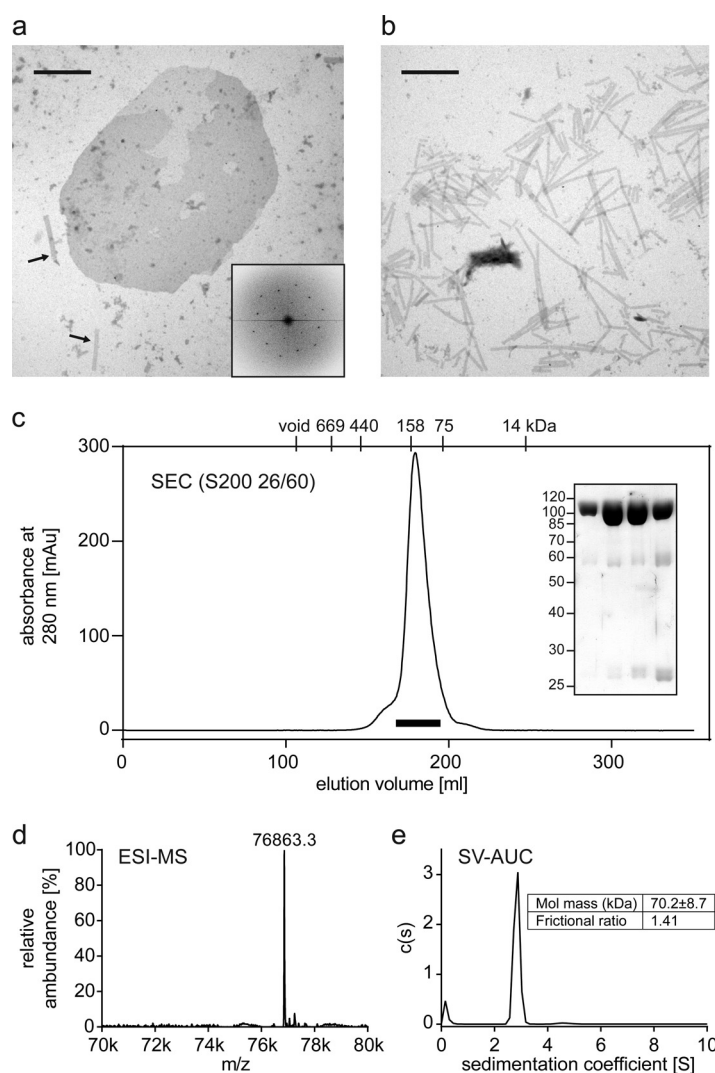 a
b
c
void 669 440 158 75 14 kDa
300
200
100
0
absorbance at
280 nm [mAu]
SEC (S200 26/60)
120
100
85
70
60
50
40
30
25
0 100 200 300
elution volume [ml]
d
ESI-MS
76863.3
100
80
60
40
20
0
relative
ambundance [%]
70k 72k 74k 76k 78k 80k
m/z
e
SV-AUC
3
2
1
0
c(s)
Mol mass (kDa) 70.2±8.7
Frictional ratio 1.41
0 2 4 6 8 10
sedimentation coefficient [S]